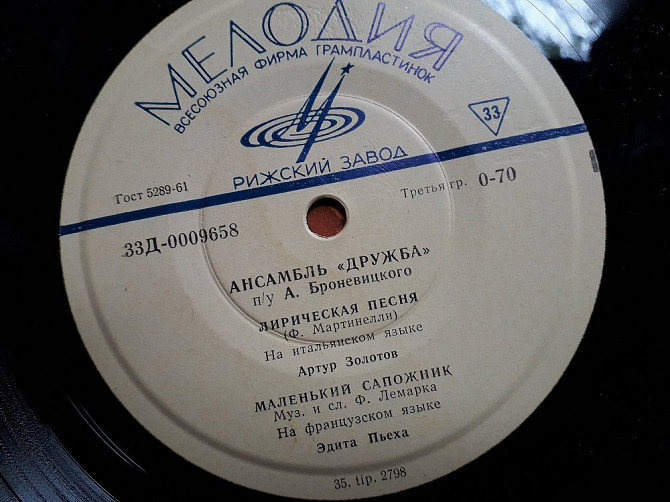 МЕЛОДИЯ
ВСЕСОЮЗНАЯ ФИРМА ГРАМПЛАСТИНОК
33
РИЖСКИЙ ЗАВОД
Гост 5289-61
Третья гр. 0-70
33Д-0009658
АНСАМБЛЬ «ДРУЖБА»
п/у А. Броневицкого
ЛИРИЧЕСКАЯ ПЕСНЯ
(Ф. Мартинелли)
На итальянском языке
Артур Золотов
МАЛЕНЬКИЙ САПОЖНИК
Муз. и сл. Ф. Лемарка
На французском языке
Эдита Пьеха
35. tip. 2798